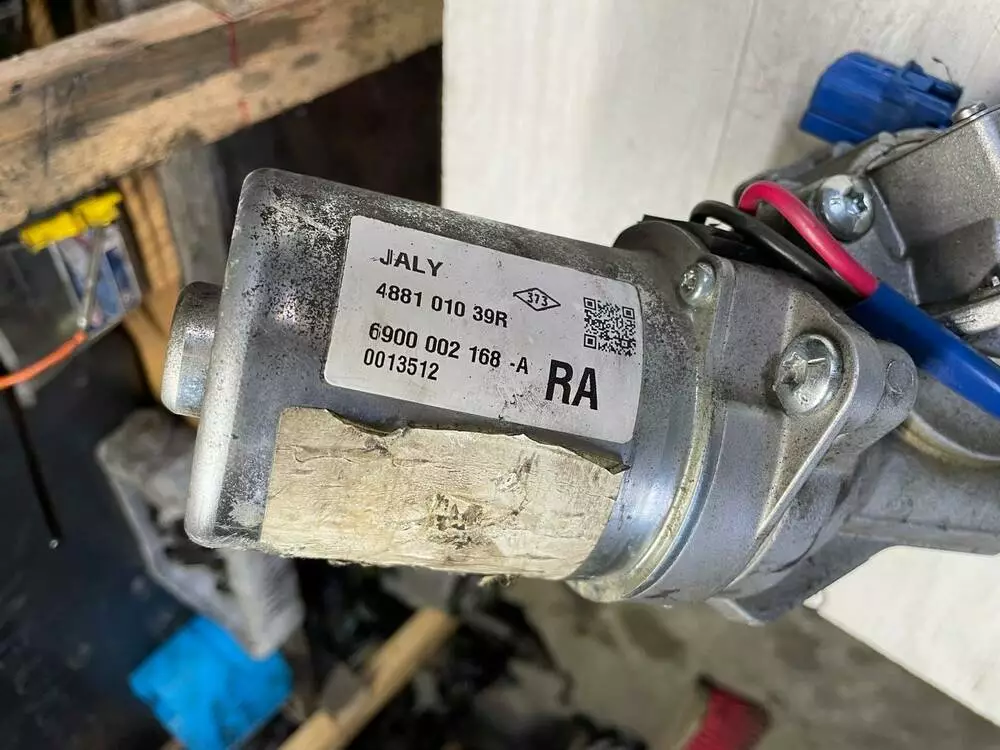 JALY
4881 010 39R
373
6900 002 168 -A
0013512
RA